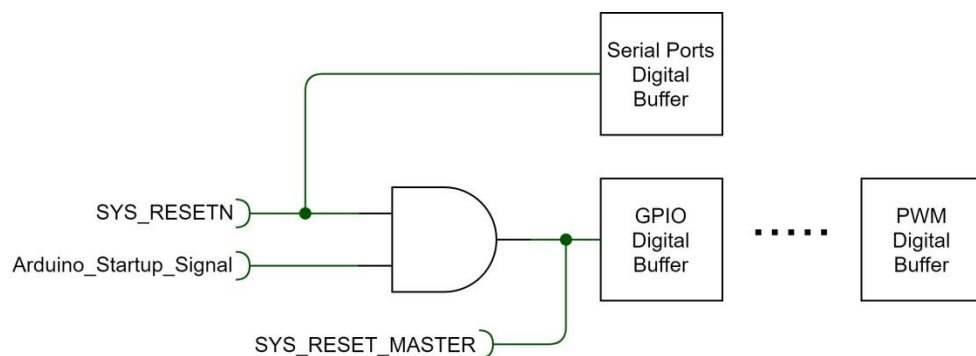 Serial Ports
Digital
Buffer
SYS_RESETN
Arduino_Startup_Signal
GPIO
Digital
Buffer
PWM
Digital
Buffer
SYS_RESET_MASTER